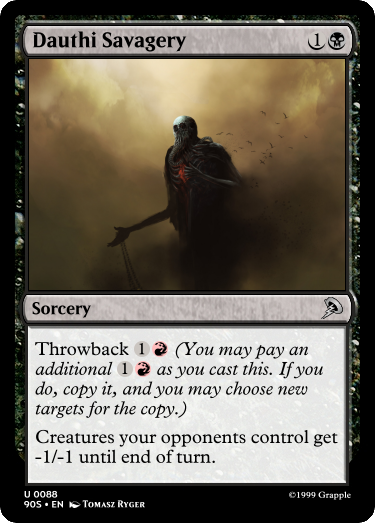 Dauthi Savagery 1
Sorcery
Throwback 1 (You may pay an
additional 1 as you cast this. If you
do, copy it, and you may choose new
targets for the copy.)
Creatures your opponents control get
-1/-1 until end of turn.
U 0088
90S • EN TOMASZ RYGER
©1999 Grapple